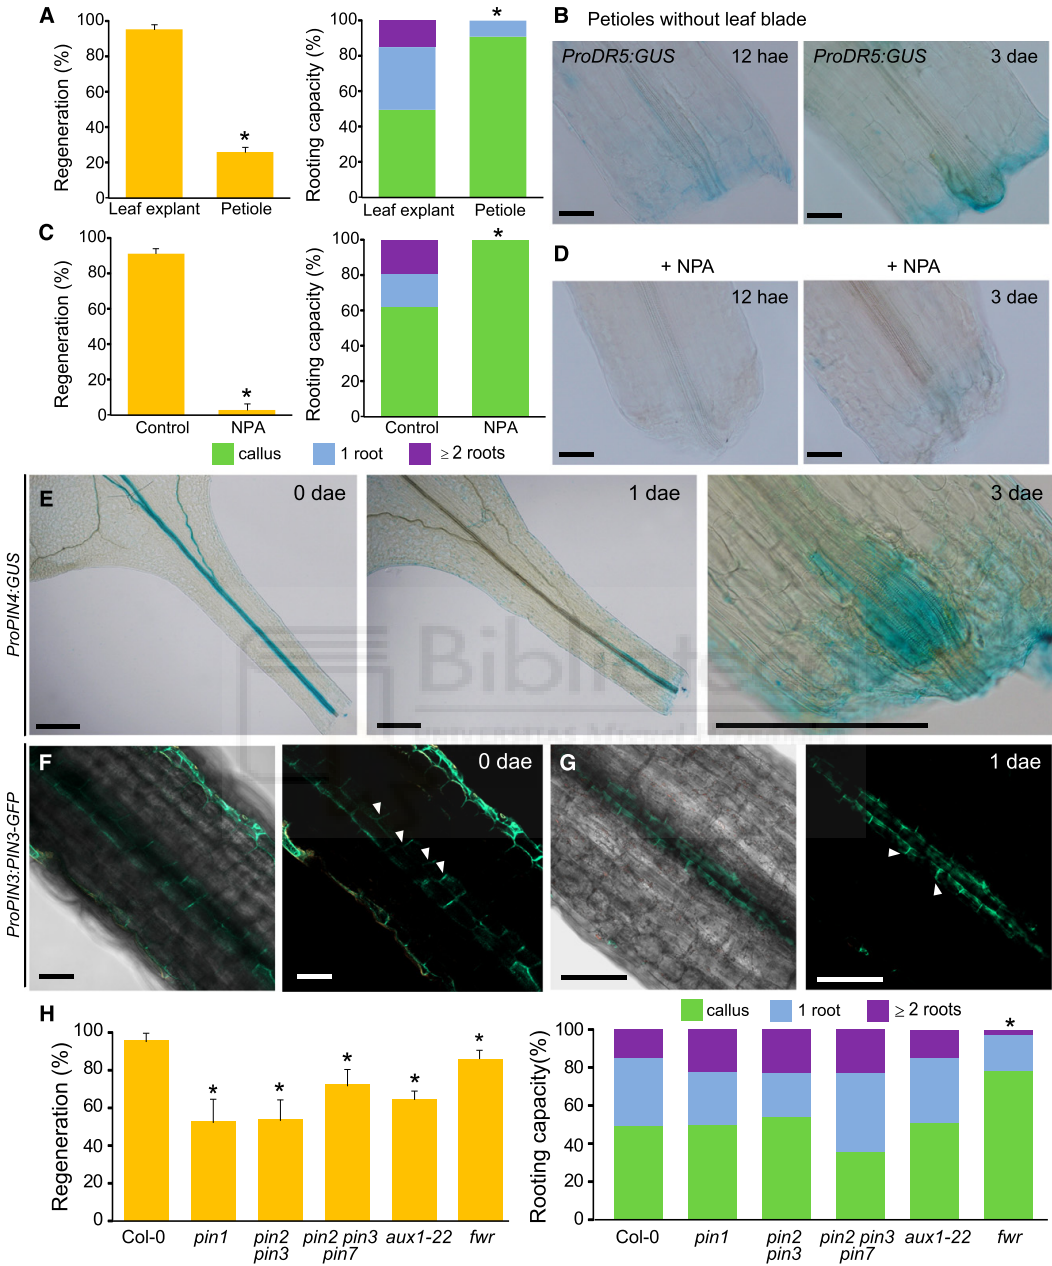 A
Regeneration (%)
100
80
60
40
20
0
*
Leaf explant Petiole
Rooting capacity (%)
100
80
60
40
20
0
*
Leaf explant Petiole
B Petioles without leaf blade
ProDR5:GUS 12 hae
ProDR5:GUS 3 dae
C
Regeneration (%)
100
80
60
40
20
0
*
Control NPA
Rooting capacity (%)
100
80
60
40
20
0
*
Control NPA
callus 1 root ≥ 2 roots
D
+ NPA + NPA
12 hae 3 dae
ProPIN4:GUS
E 0 dae 1 dae 3 dae
ProPIN3:PIN3-GFP
F 0 dae G 1 dae
H
Regeneration (%)
100
80
60
40
20
0
* * * * *
Col-0 pin1 pin2 pin2 pin3 aux1-22 fwr
pin3 pin7
callus 1 root ≥ 2 roots
Rooting capacity(%)
100
80
60
40
20
0
*
Col-0 pin1 pin2 pin2 pin3 aux1-22 fwr
pin3 pin7